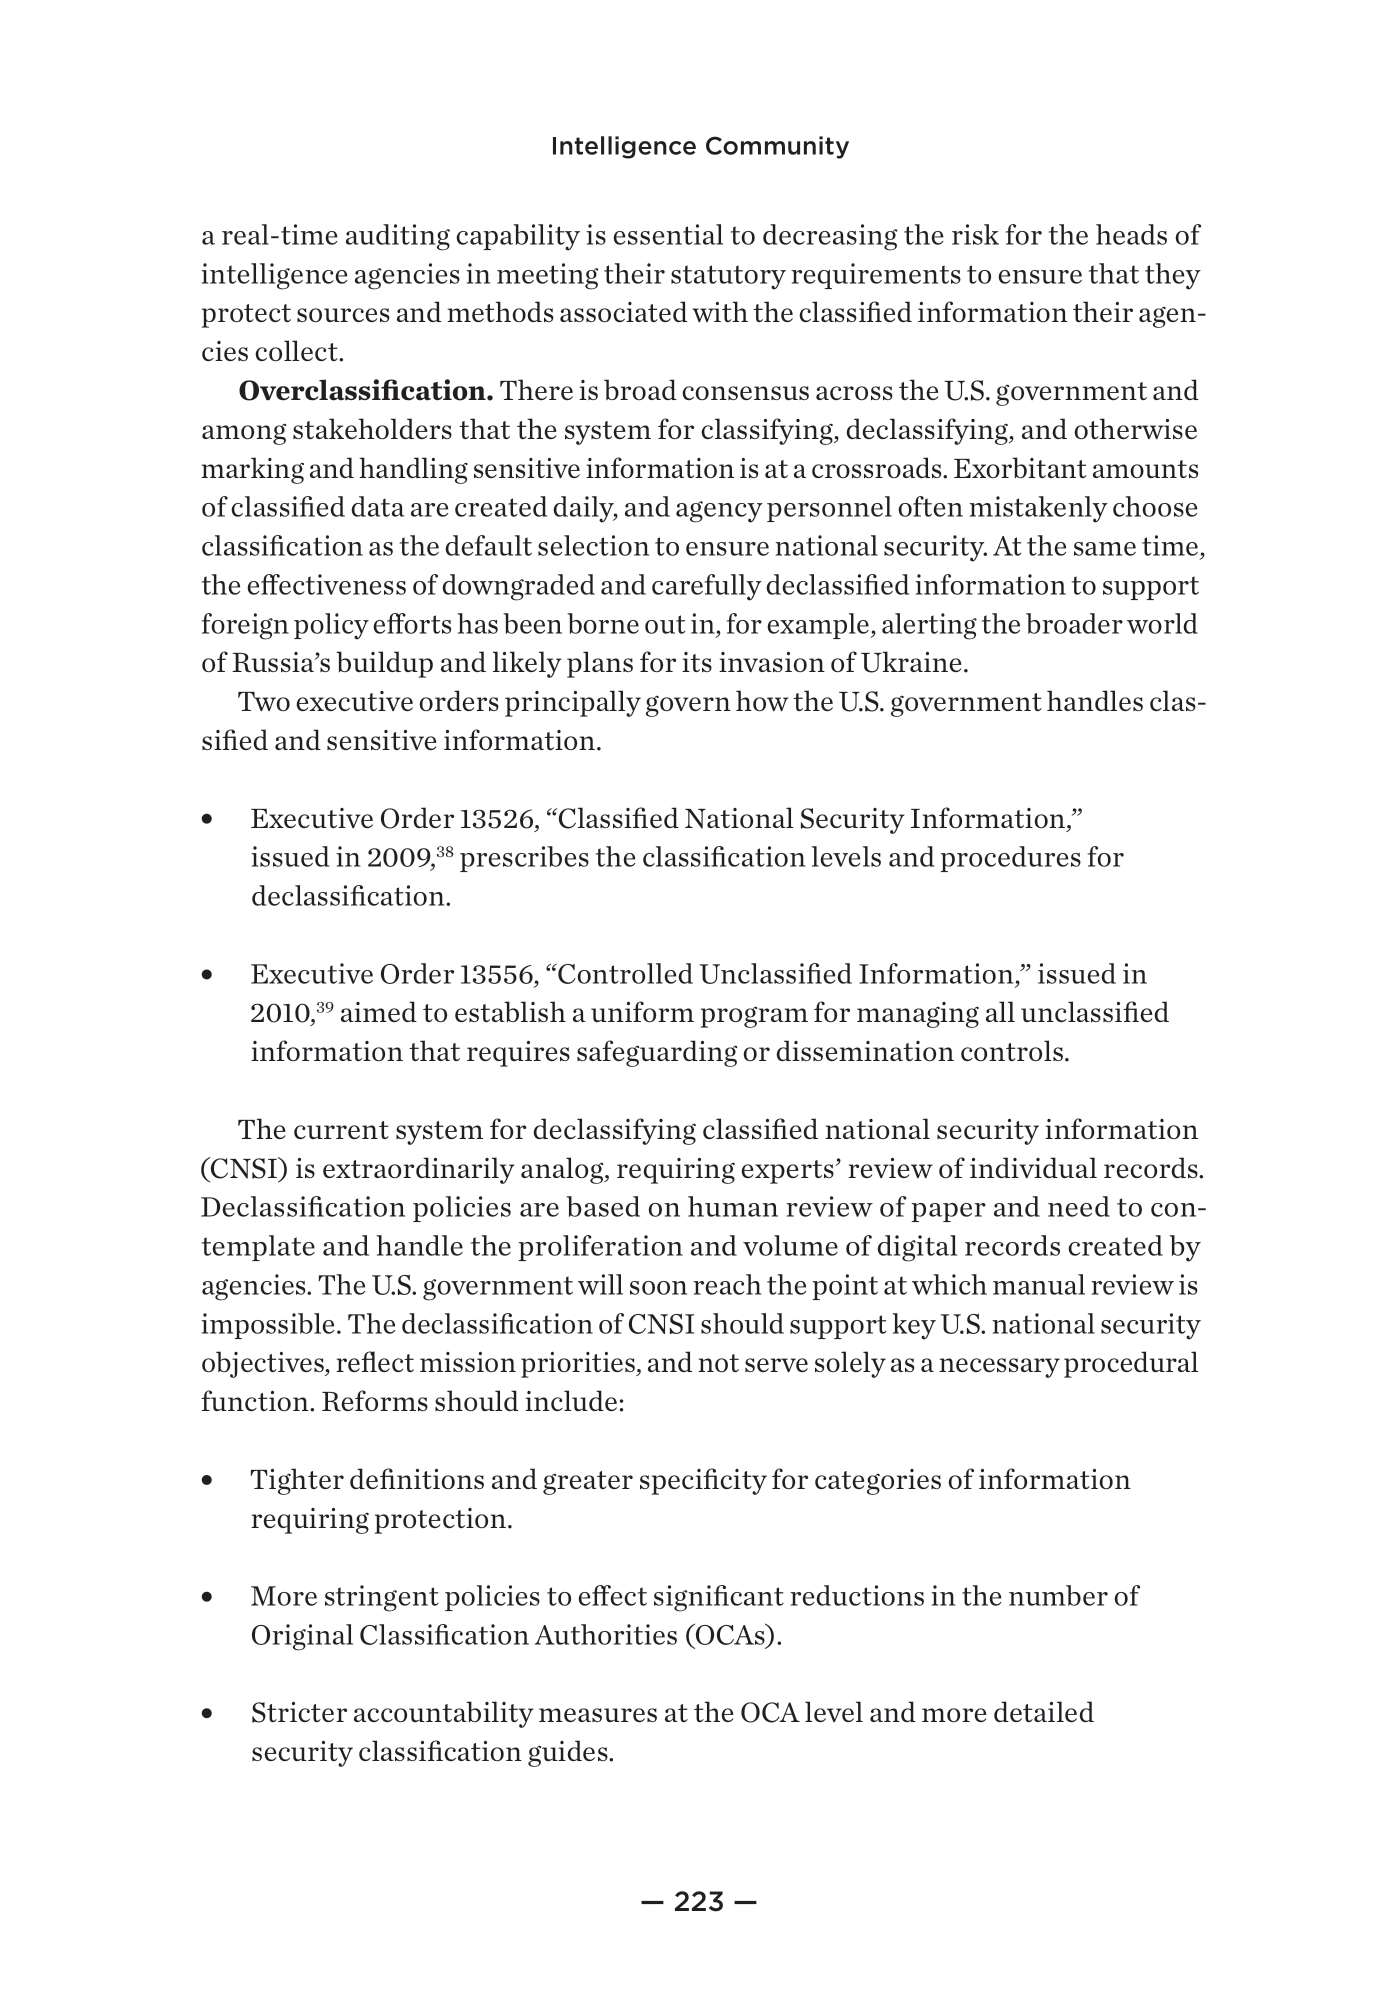 Intelligence Community
a real-time auditing capability is essential to decreasing the risk for the heads of
intelligence agencies in meeting their statutory requirements to ensure that they
protect sources and methods associated with the classified information their agen-
cies collect.
Overclassification. There is broad consensus across the U.S. government and
among stakeholders that the system for classifying, declassifying, and otherwise
marking and handling sensitive information is at a crossroads. Exorbitant amounts
of classified data are created daily, and agency personnel often mistakenly choose
classification as the default selection to ensure national security. At the same time,
the effectiveness of downgraded and carefully declassified information to support
foreign policy efforts has been borne out in, for example, alerting the broader world
of Russia’s buildup and likely plans for its invasion of Ukraine.
Two executive orders principally govern how the U.S. government handles clas-
sified and sensitive information.
• Executive Order 13526, “Classified National Security Information,”
issued in 2009,38 prescribes the classification levels and procedures for
declassification.
• Executive Order 13556, “Controlled Unclassified Information,” issued in
2010,39 aimed to establish a uniform program for managing all unclassified
information that requires safeguarding or dissemination controls.
The current system for declassifying classified national security information
(CNSI) is extraordinarily analog, requiring experts’ review of individual records.
Declassification policies are based on human review of paper and need to con-
template and handle the proliferation and volume of digital records created by
agencies. The U.S. government will soon reach the point at which manual review is
impossible. The declassification of CNSI should support key U.S. national security
objectives, reflect mission priorities, and not serve solely as a necessary procedural
function. Reforms should include:
• Tighter definitions and greater specificity for categories of information
requiring protection.
• More stringent policies to effect significant reductions in the number of
Original Classification Authorities (OCAs).
• Stricter accountability measures at the OCA level and more detailed
security classification guides.
— 223 —